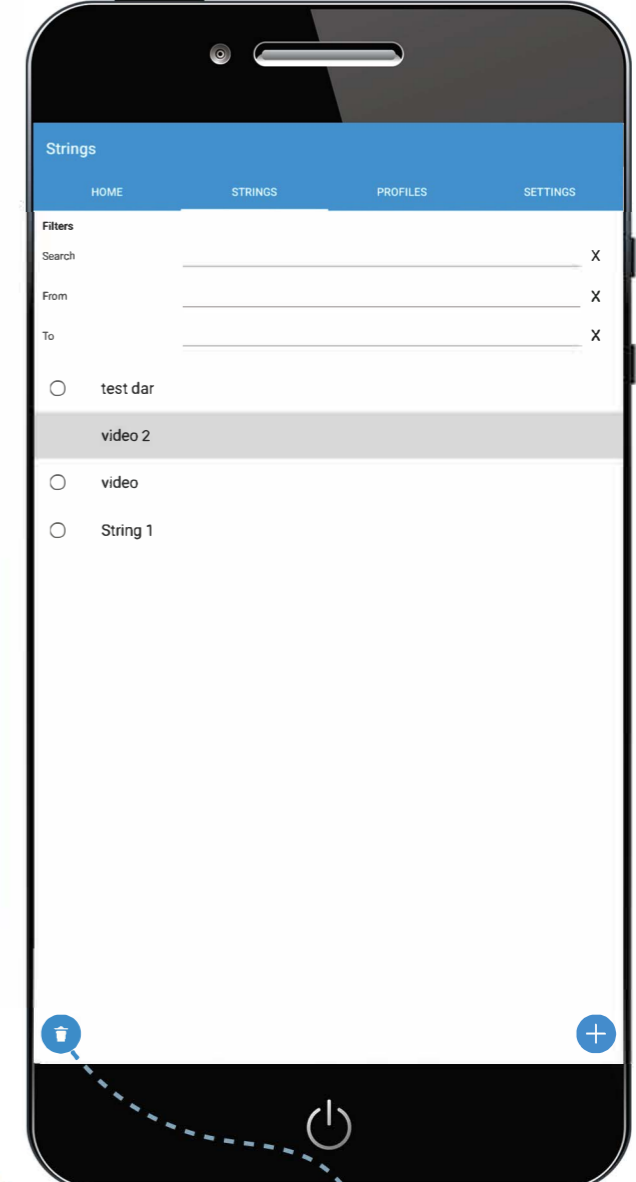 Strings
HOME STRINGS PROFILES SETTINGS
Filters
Search X
From X
To X
test dar
video 2
video
String 1